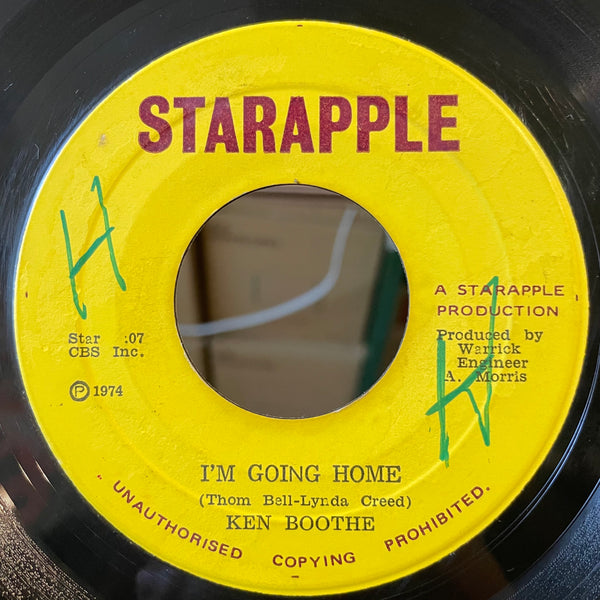 STARAPPLE
H
H
A STARAPPLE
PRODUCTION
Star :07
CBS Inc.
Produced by
Warrick
Engineer
A. Morris
Ⓟ 1974
I'M GOING HOME
(Thom Bell-Lynda Creed)
KEN BOOTHE
UNAUTHORISED COPYING PROHIBITED.